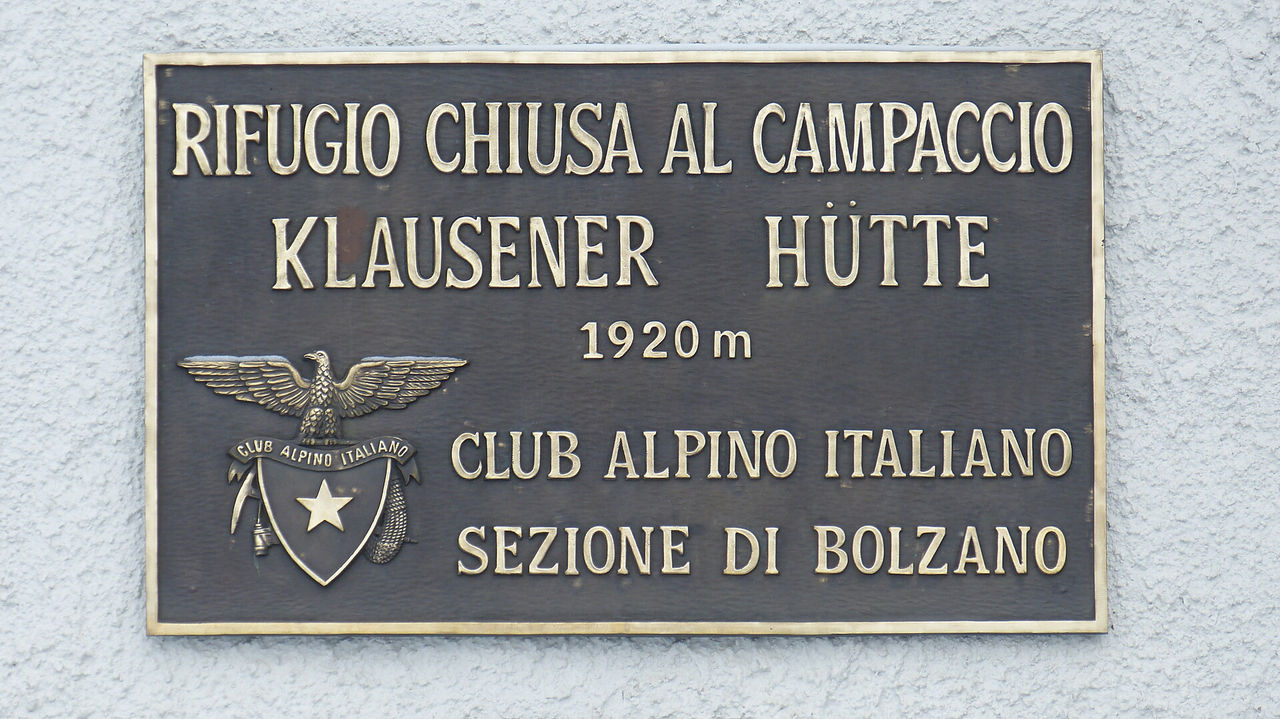 RIFUGIO CHIUSA AL CAMPACCIO
KLAUSENER HÜTTE
1920 m
CLUB ALPINO ITALIANO
CLUB ALPINO ITALIANO
SEZIONE DI BOLZANO